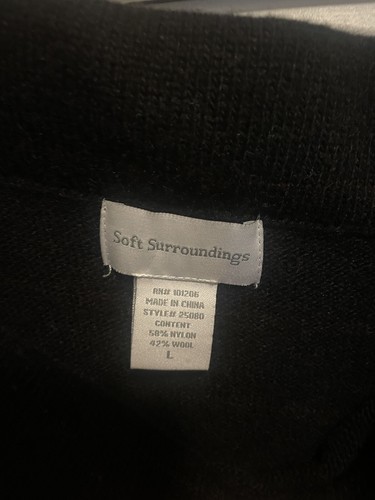 Soft Surroundings
RN# 101206
MADE IN CHINA
STYLE# 25080
CONTENT
58% NYLON
42% WOOL
L